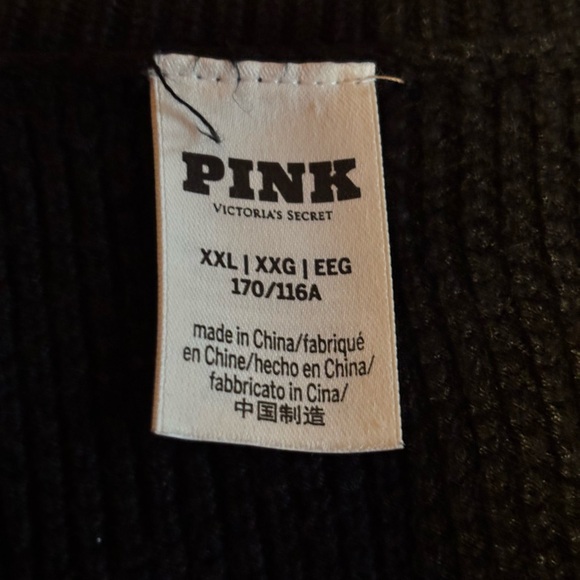 PINK
VICTORIA'S SECRET
XXL | XXG | EEG
170/116A
made in China/fabriqué
en Chine/hecho en China/
fabbricato in Cina/
中国制造